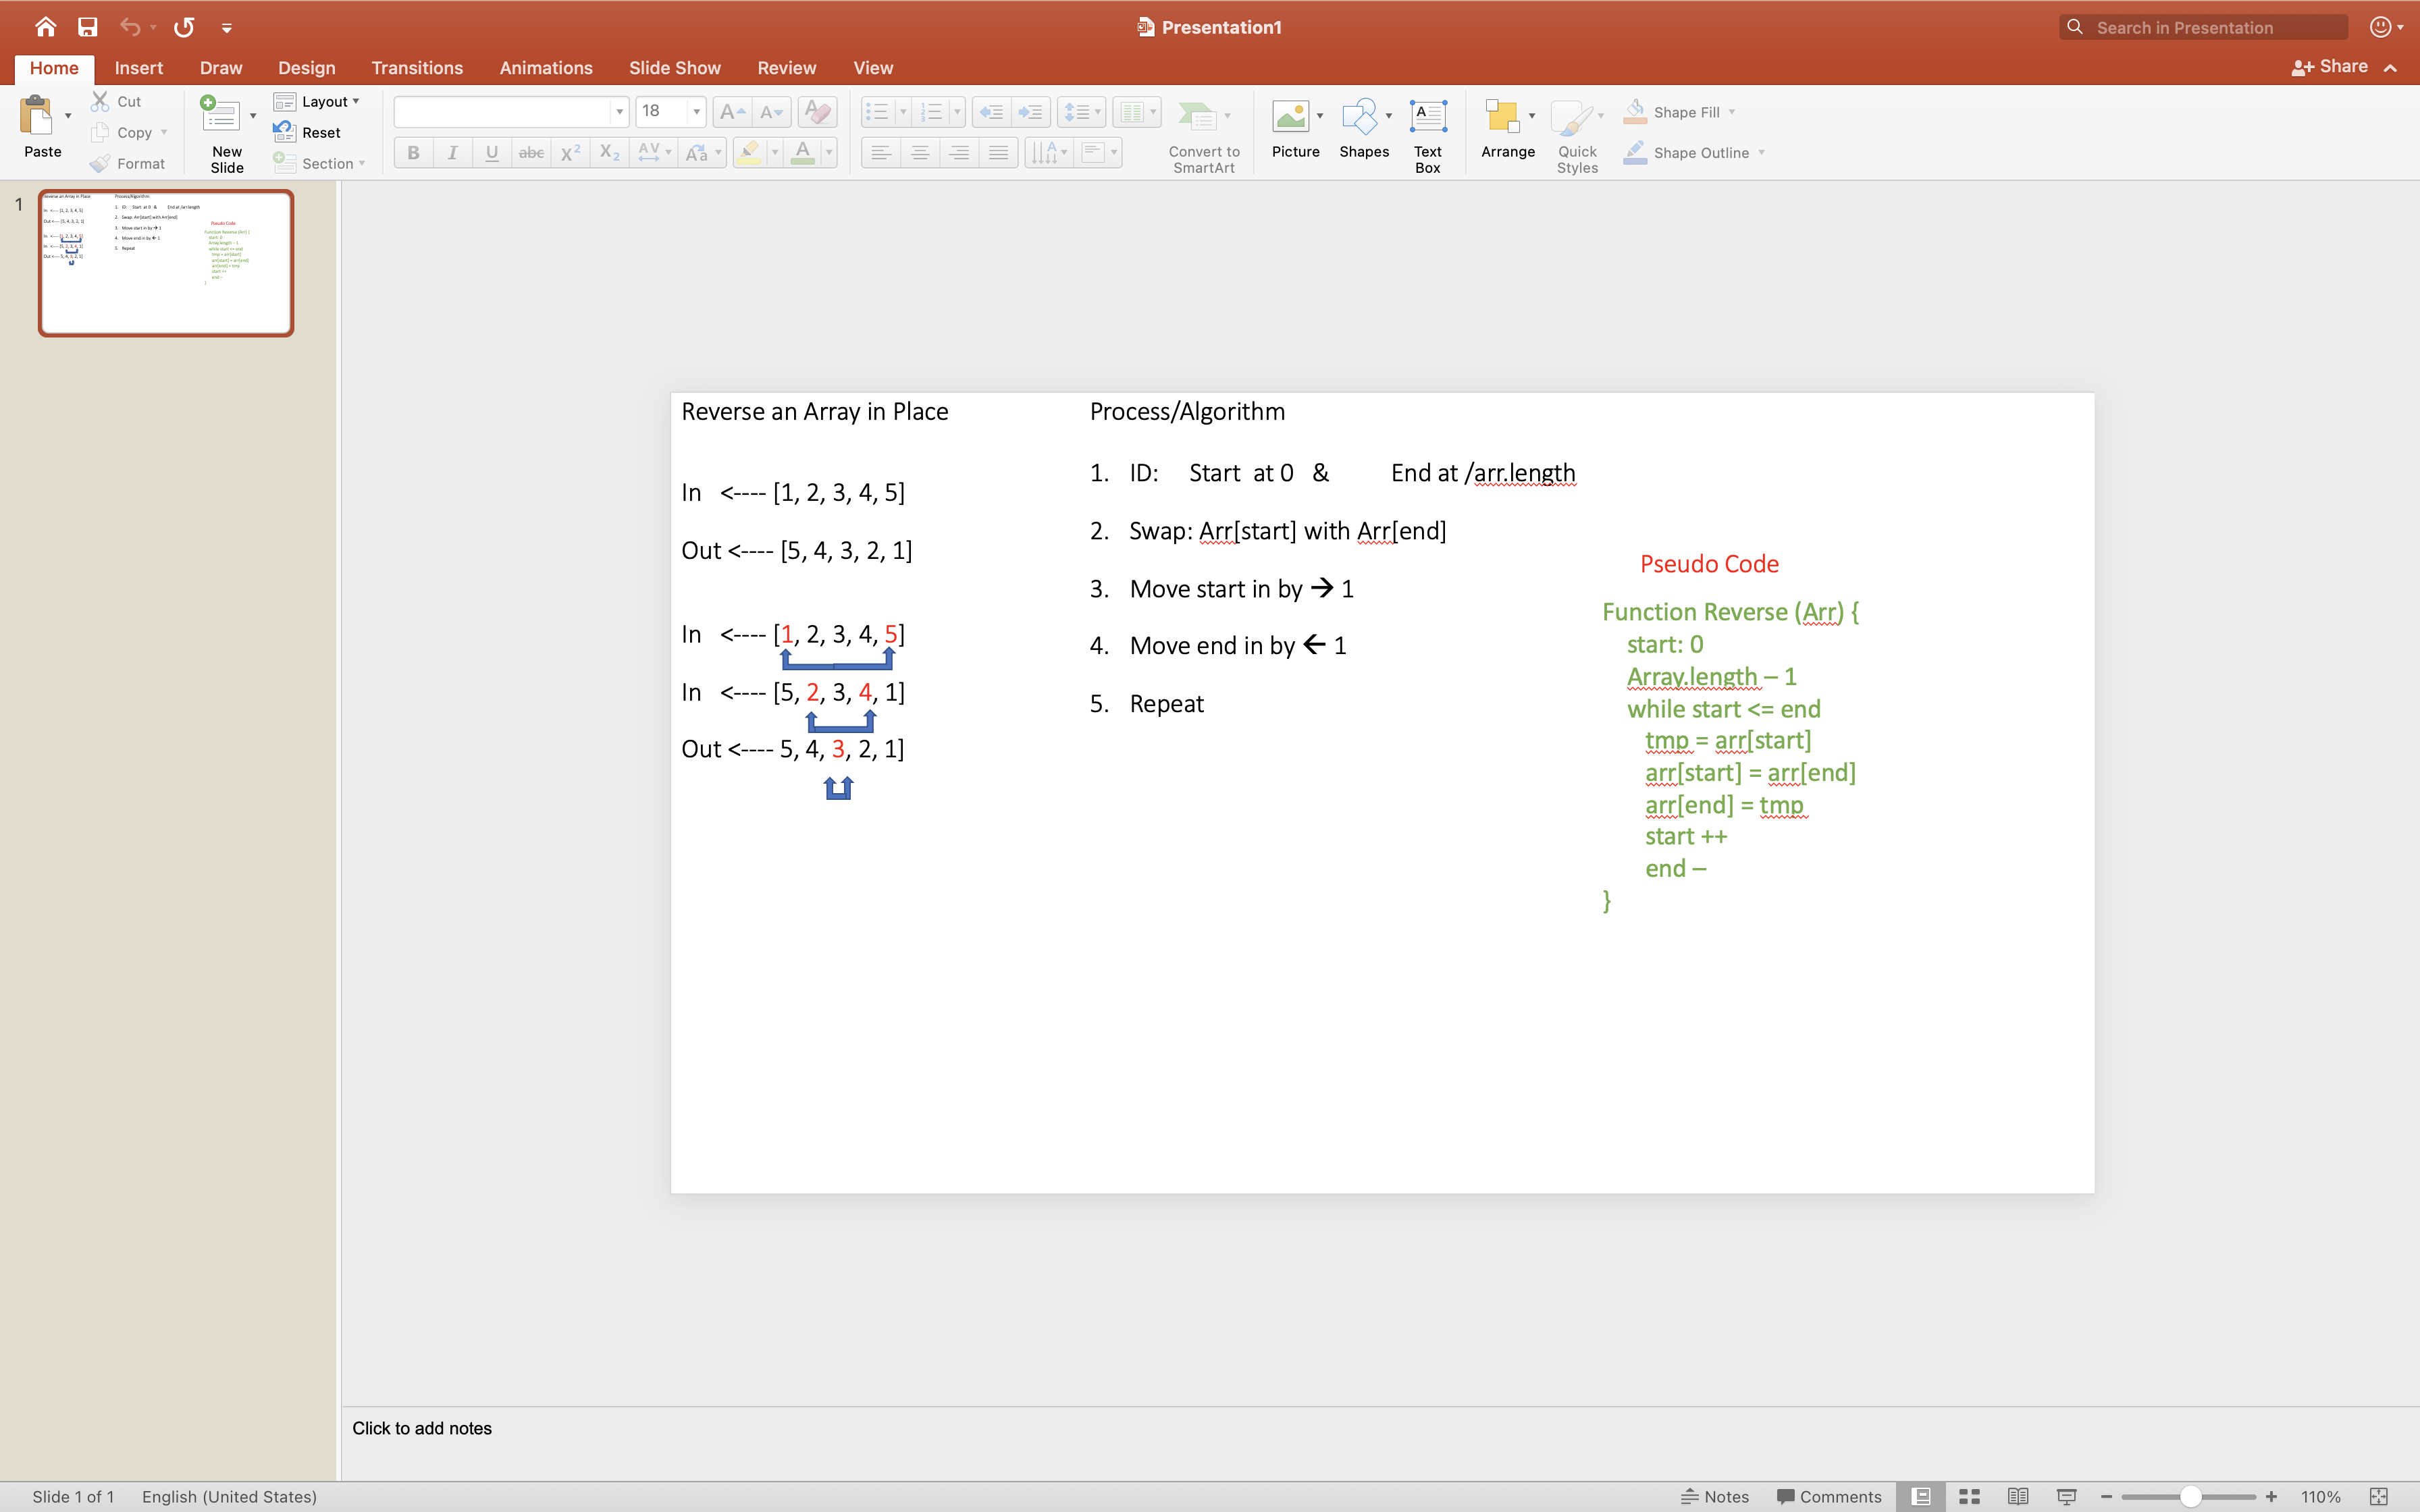 Presentation1
Search in Presentation
Home Insert Draw Design Transitions Animations Slide Show Review View Share
Paste
Cut
Copy
Format
New Slide
Layout
Reset
Section
18
Convert to SmartArt
Picture
Shapes
Text Box
Arrange
Quick Styles
Shape Fill
Shape Outline
1
Reverse an Array in Place
In <---- [1, 2, 3, 4, 5]
Out <---- [5, 4, 3, 2, 1]
In <---- [1, 2, 3, 4, 5]
In <---- [5, 2, 3, 4, 1]
Out <---- 5, 4, 3, 2, 1]
Process/Algorithm
1. ID: Start at 0 & End at /arr.length
2. Swap: Arr[start] with Arr[end]
3. Move start in by → 1
4. Move end in by ← 1
5. Repeat
Pseudo Code
Function Reverse (Arr) {
start: 0
Array.length – 1
while start <= end
tmp = arr[start]
arr[start] = arr[end]
arr[end] = tmp
start ++
end –
}
Click to add notes
Slide 1 of 1 English (United States) Notes Comments 110%